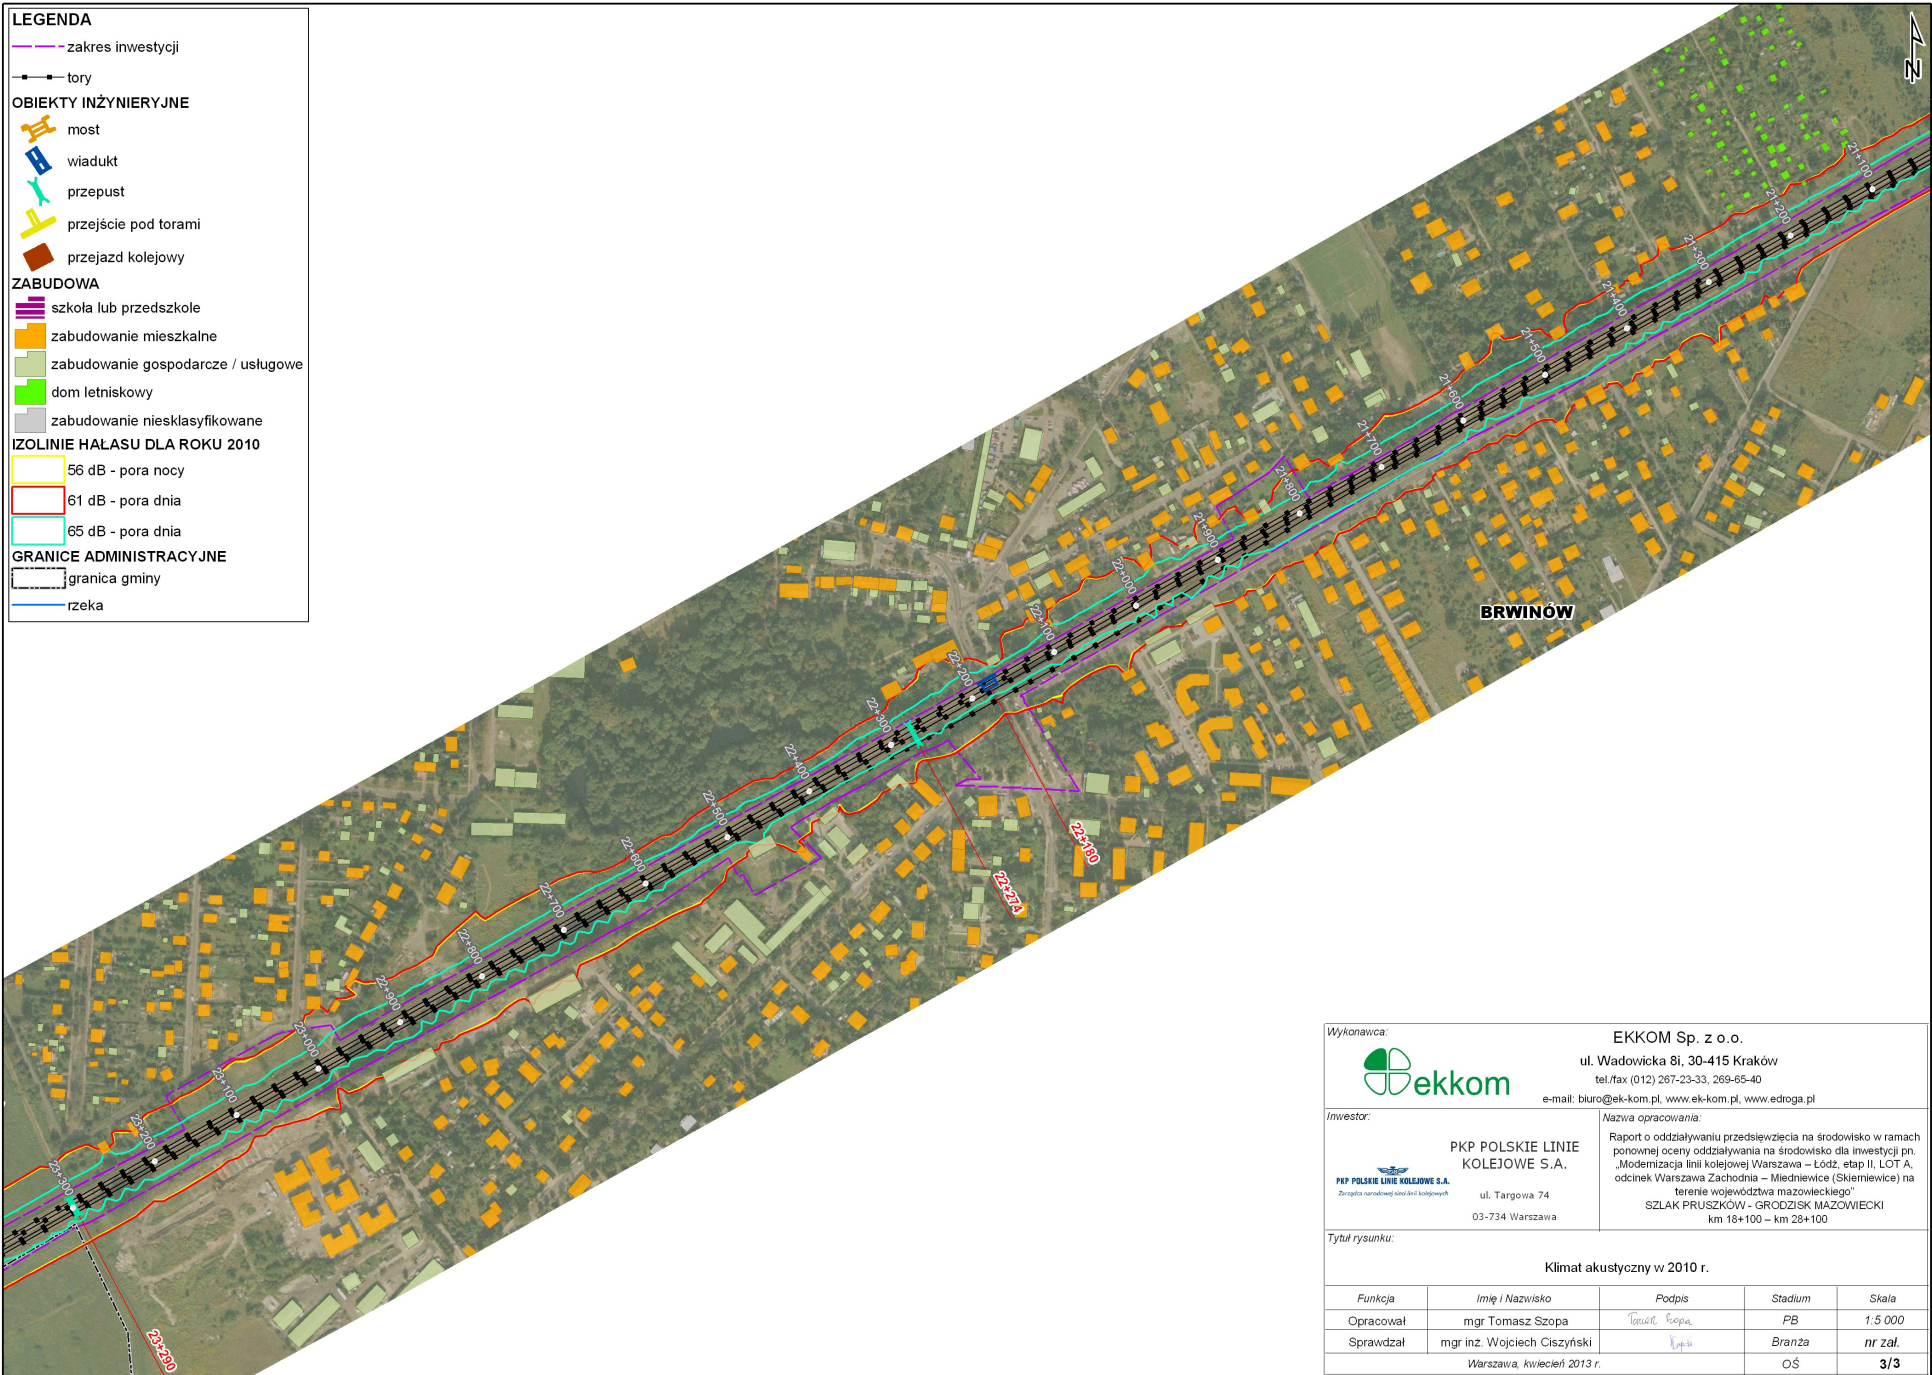 LEGENDA
zakres inwestycji
tory
OBIEKTY INŻYNIERYJNE
most
wiadukt
przepust
przejście pod torami
przejazd kolejowy
ZABUDOWA
szkoła lub przedszkole
zabudowanie mieszkalne
zabudowanie gospodarcze / usługowe
dom letniskowy
zabudowanie niesklasyfikowane
IZOLINIE HAŁASU DLA ROKU 2010
56 dB - pora nocy
61 dB - pora dnia
65 dB - pora dnia
GRANICE ADMINISTRACYJNE
granica gminy
rzeka
N
21+100
21+200
21+300
21+400
21+500
21+600
21+700
21+800
21+900
22+000
22+100
22+200
22+300
22+400
22+500
22+600
22+700
22+800
22+900
23+000
23+100
23+200
23+300
BRWINÓW
22+180
22+274
23+290
Wykonawca:
ekkom
EKKOM Sp. z o.o.
ul. Wadowicka 8i, 30-415 Kraków
tel./fax (012) 267-23-33, 269-65-40
e-mail: biuro@ek-kom.pl, www.ek-kom.pl, www.edroga.pl
Inwestor:
PKP POLSKIE LINIE KOLEJOWE S.A.
Zarządca narodowej sieci linii kolejowych
PKP POLSKIE LINIE
KOLEJOWE S.A.
ul. Targowa 74
03-734 Warszawa
Nazwa opracowania:
Raport o oddziaływaniu przedsięwzięcia na środowisko w ramach
ponownej oceny oddziaływania na środowisko dla inwestycji pn.
„Modernizacja linii kolejowej Warszawa – Łódź, etap II, LOT A,
odcinek Warszawa Zachodnia – Miedniewice (Skierniewice) na
terenie województwa mazowieckiego”
SZLAK PRUSZKÓW - GRODZISK MAZOWIECKI
km 18+100 – km 28+100
Tytuł rysunku:
Klimat akustyczny w 2010 r.
Funkcja Imię i Nazwisko Podpis Stadium Skala
Opracował mgr Tomasz Szopa Tomasz Szopa PB 1:5 000
Sprawdzał mgr inż. Wojciech Ciszyński Branża nr zał.
Warszawa, kwiecień 2013 r. OŚ 3/3